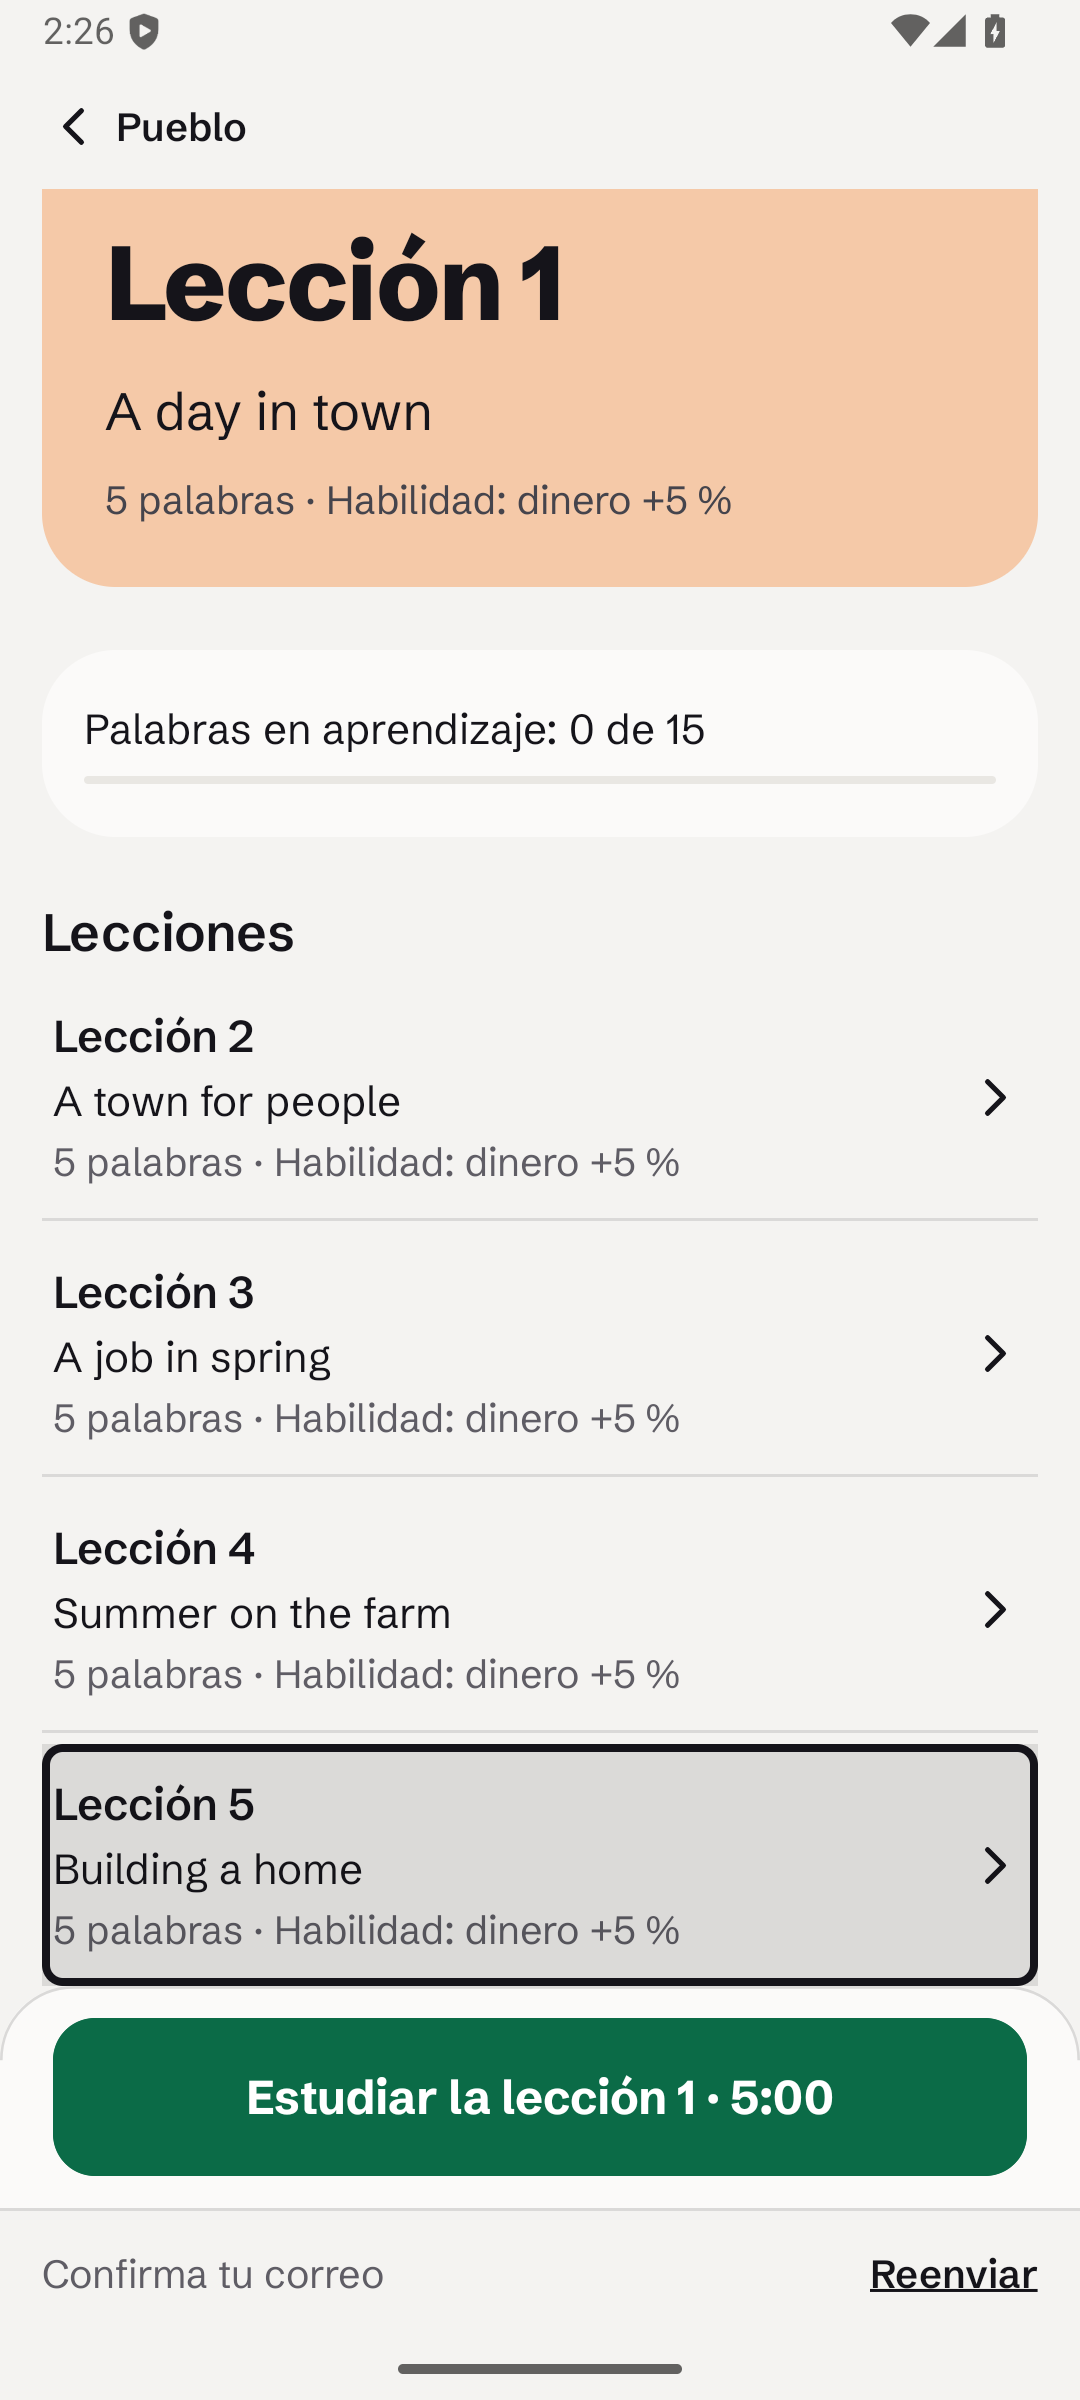 2:26
Pueblo
Lección 1
A day in town
5 palabras · Habilidad: dinero +5 %
Palabras en aprendizaje: 0 de 15
Lecciones
Lección 2
A town for people
5 palabras · Habilidad: dinero +5 %
Lección 3
A job in spring
5 palabras · Habilidad: dinero +5 %
Lección 4
Summer on the farm
5 palabras · Habilidad: dinero +5 %
Lección 5
Building a home
5 palabras · Habilidad: dinero +5 %
Estudiar la lección 1 · 5:00
Confirma tu correo Reenviar